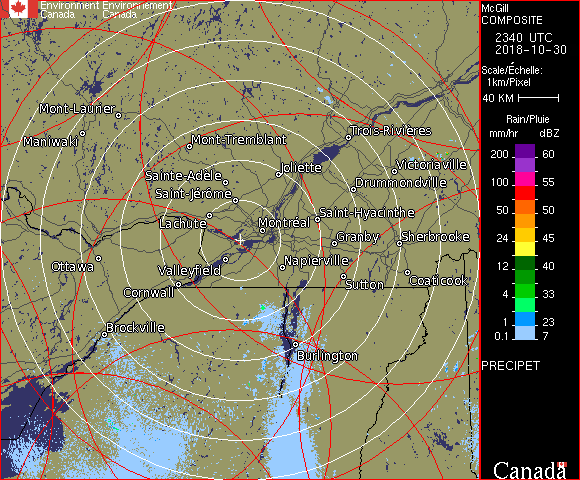 Environment Environnement
Canada Canada
McGill
COMPOSITE
2340 UTC
2018-10-30
Scale/Échelle:
1km/Pixel
40 KM
Rain/Pluie
mm/hr dBZ
200 60
150 57
100 55
50 50
24 45
12 40
4 33
1 23
0.1 7
PRECIPET
Canada
Mont-Laurier
Maniwaki
Mont-Tremblant
Trois-Rivières
Joliette
Victoriaville
Sainte-Adèle
Drummondville
Saint-Jérôme
Lachute
Saint-Hyacinthe
Montréal
Granby
Sherbrooke
Ottawa
Valleyfield
Napierville
Coaticook
Sutton
Cornwall
Brockville
Burlington